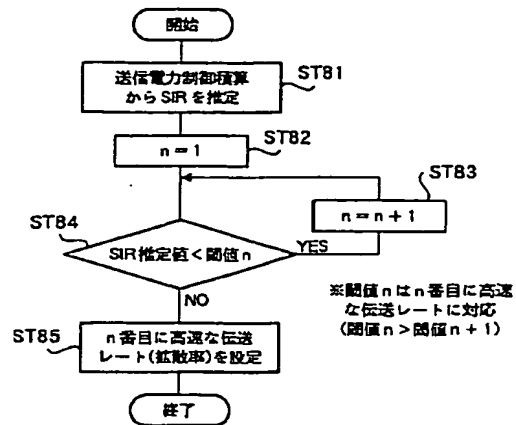 開始
送信電力制御積算
からSIRを推定
ST81
n=1
ST82
ST83
n=n+1
ST84
SIR推定値<閾値n
YES
NO
※閾値nはn番目に高速
な伝送レートに対応
(閾値n>閾値n+1)
ST85
n番目に高速な伝送
レート(拡散率)を設定
終了